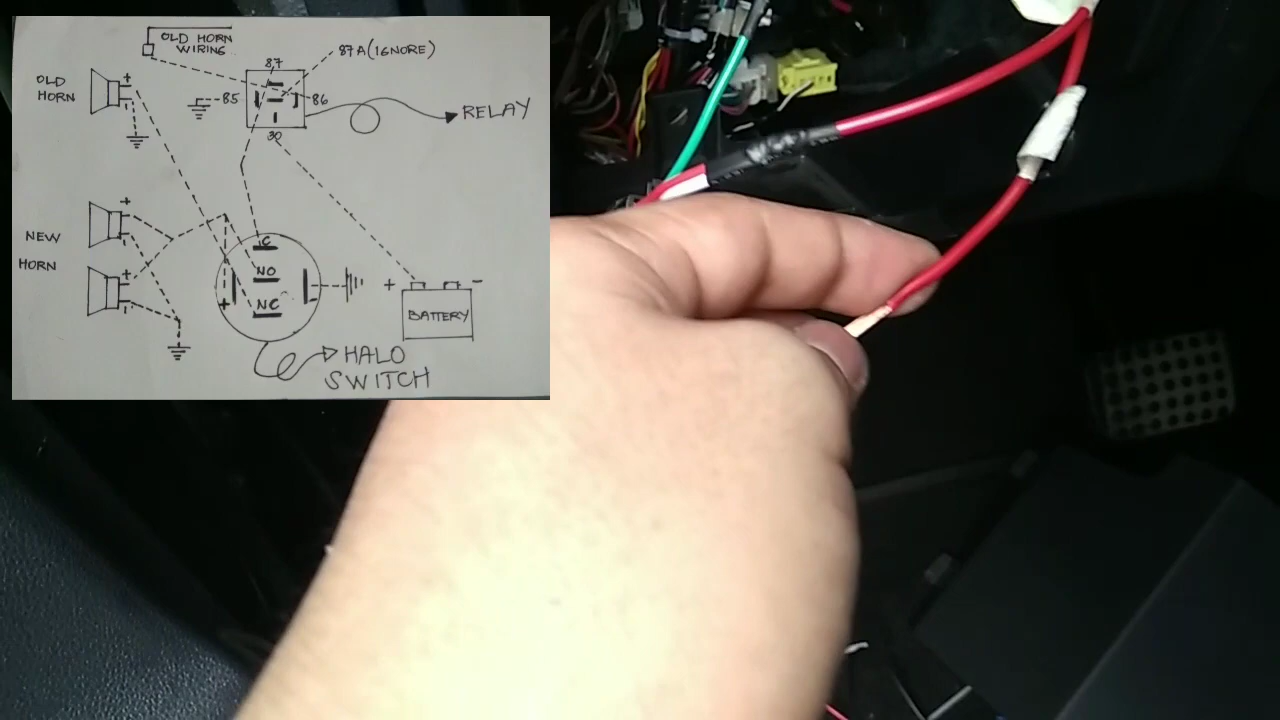 OLD HORN
WIRING
87A (IGNORE)
87
OLD
HORN
+
-
85
86
RELAY
30
+
-
NEW
HORN
+
-
C
NO
NC
+
-
+
-
BATTERY
HALO
SWITCH